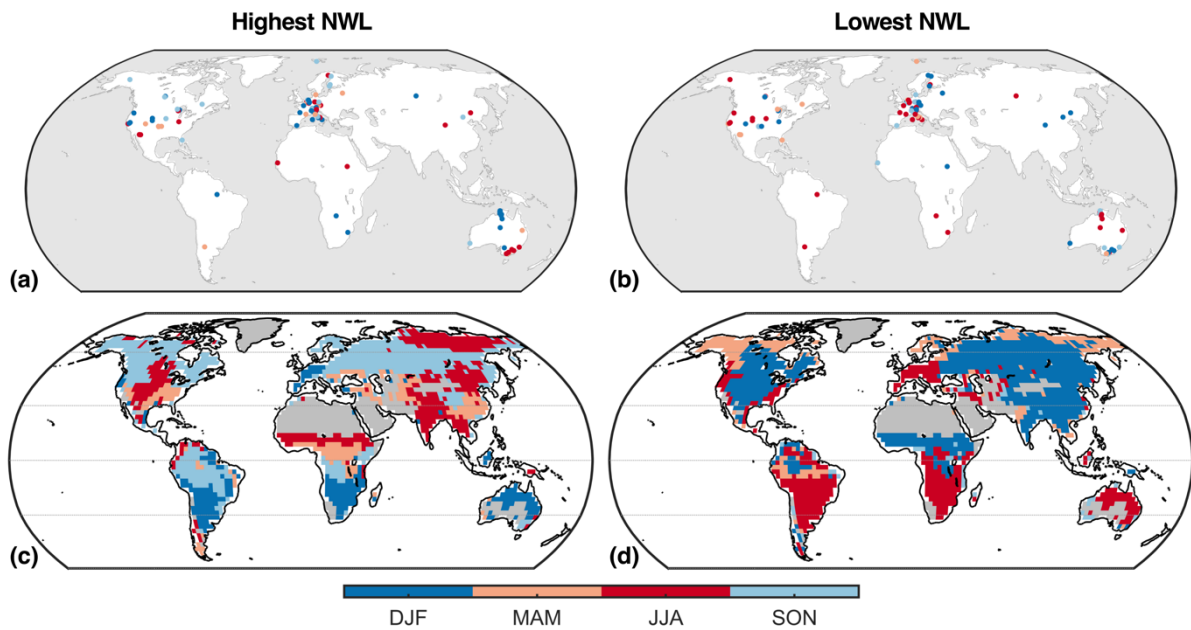 Highest NWL
Lowest NWL
(a)
(b)
(c)
(d)
DJF
MAM
JJA
SON